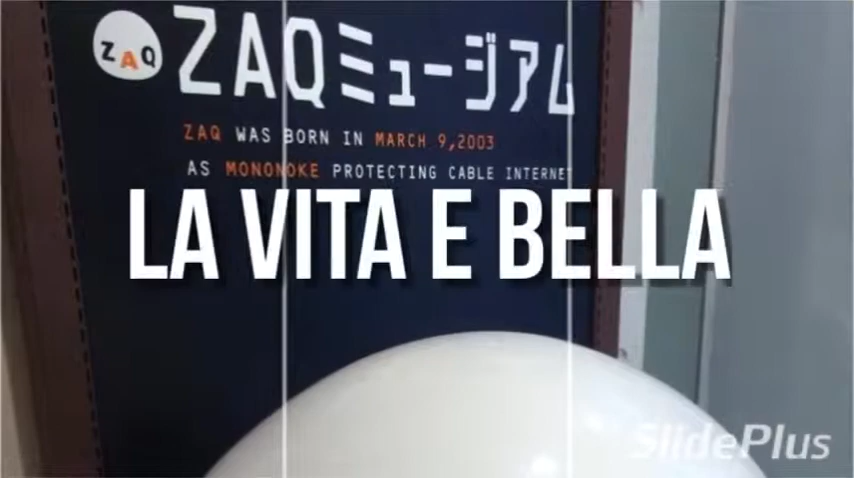 ZAQ
ZAQミュージアム
ZAQ WAS BORN IN MARCH 9,2003
AS MONONOKE PROTECTING CABLE INTERNET
LA VITA E BELLA
SlidePlus